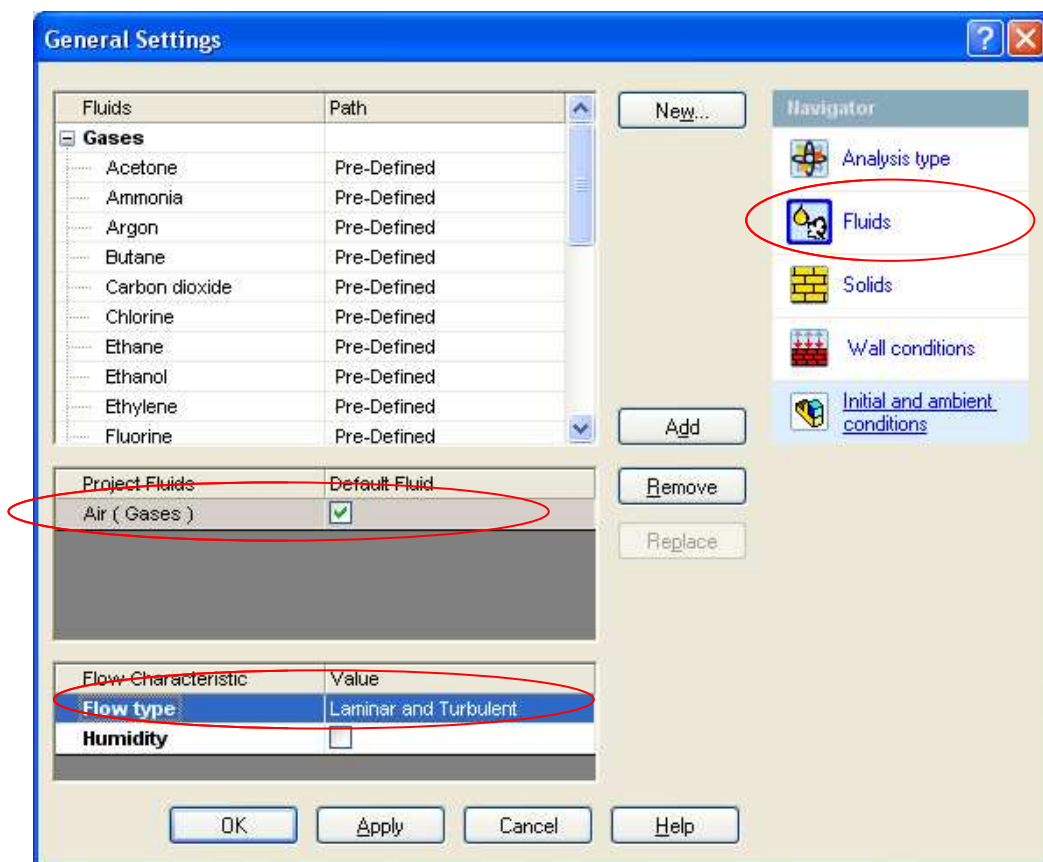 General Settings
Fluids Path
Gases
Acetone Pre-Defined
Ammonia Pre-Defined
Argon Pre-Defined
Butane Pre-Defined
Carbon dioxide Pre-Defined
Chlorine Pre-Defined
Ethane Pre-Defined
Ethanol Pre-Defined
Ethylene Pre-Defined
Fluorine Pre-Defined
New...
Add
Project Fluids Default Fluid
Air ( Gases )
Remove
Replace
Flow Characteristic Value
Flow type Laminar and Turbulent
Humidity
OK Apply Cancel Help
Navigator
Analysis type
Fluids
Solids
Wall conditions
Initial and ambient
conditions